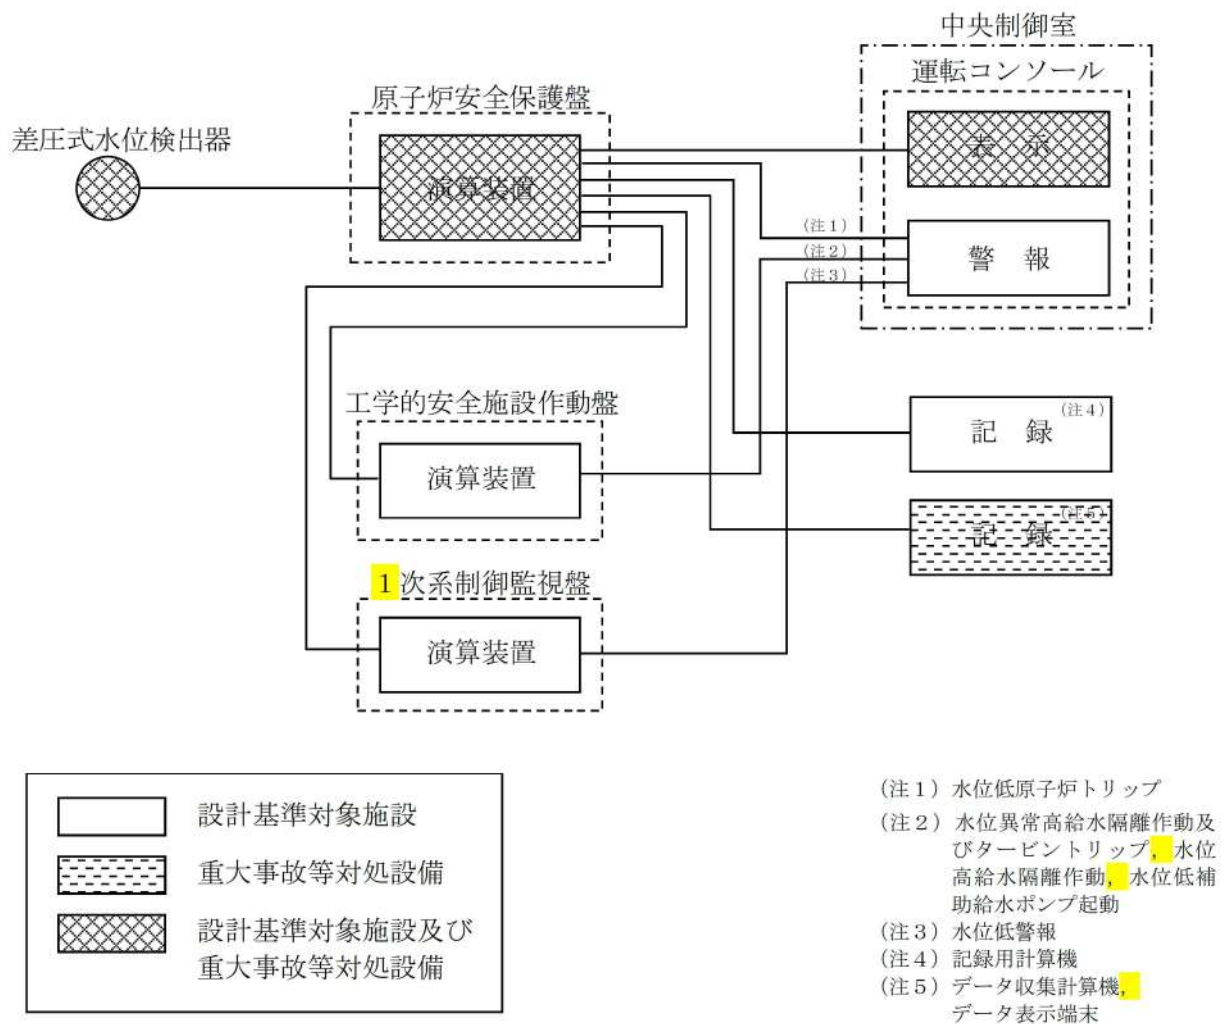 中央制御室
運転コンソール
原子炉安全保護盤
差圧式水位検出器
表　示
演算装置
(注１)
(注２)
(注３)
警　報
工学的安全施設作動盤
演算装置
記　録
(注４)
記　録
(注５)
１次系制御監視盤
演算装置
設計基準対象施設
重大事故等対処設備
設計基準対象施設及び
重大事故等対処設備
(注１) 水位低原子炉トリップ
(注２) 水位異常高給水隔離作動及
びタービントリップ，水位
高給水隔離作動，水位低補
助給水ポンプ起動
(注３) 水位低警報
(注４) 記録用計算機
(注５) データ収集計算機，
データ表示端末